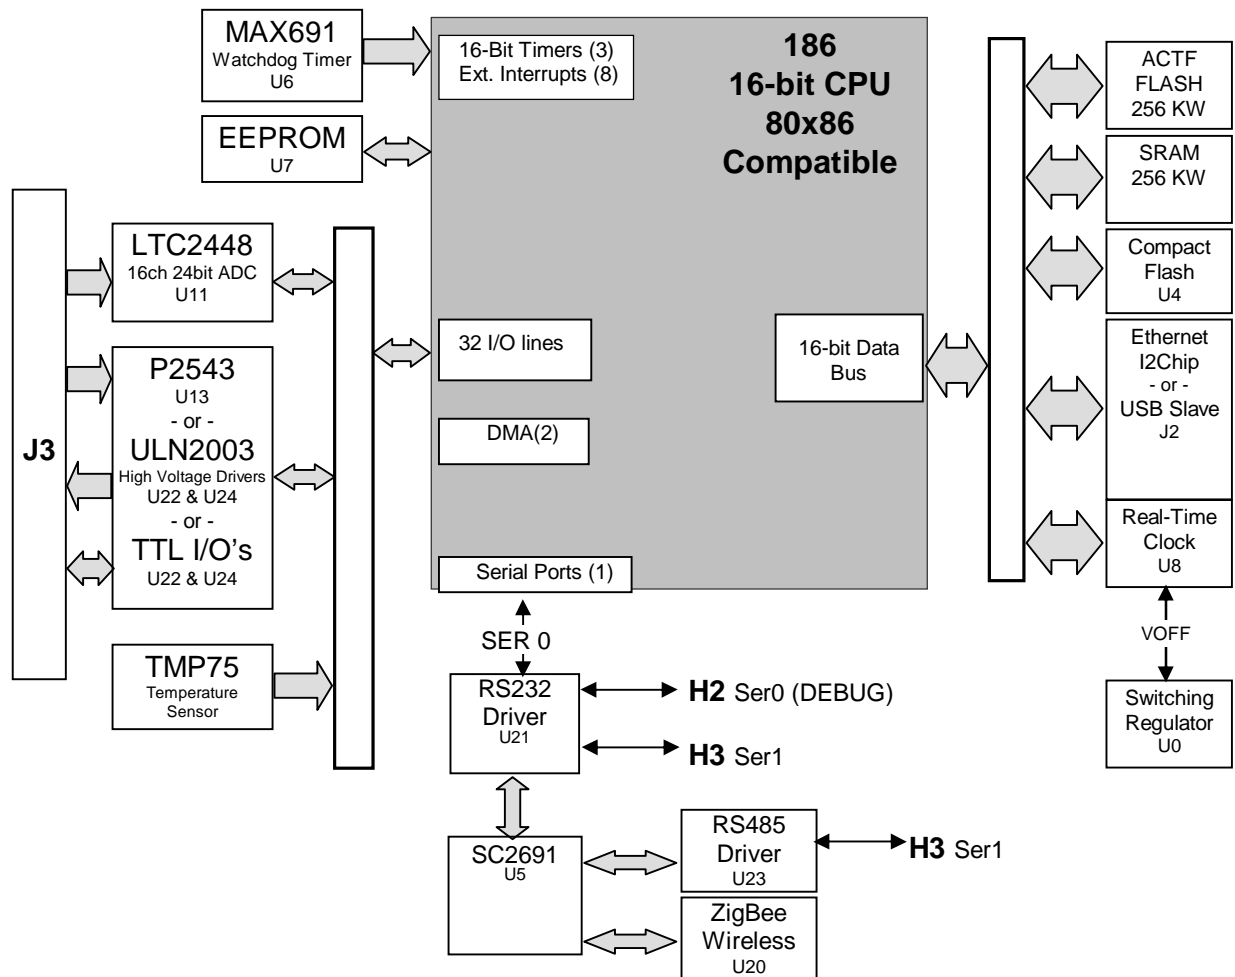 MAX691
Watchdog Timer
U6
EEPROM
U7
16-Bit Timers (3)
Ext. Interrupts (8)
186
16-bit CPU
80x86
Compatible
ACTF
FLASH
256 KW
SRAM
256 KW
Compact
Flash
U4
Ethernet
I2Chip
- or -
USB Slave
J2
Real-Time
Clock
U8
VOFF
Switching
Regulator
U0
J3
LTC2448
16ch 24bit ADC
U11
P2543
U13
- or -
ULN2003
High Voltage Drivers
U22 & U24
- or -
TTL I/O's
U22 & U24
TMP75
Temperature
Sensor
32 I/O lines
DMA(2)
16-bit Data
Bus
Serial Ports (1)
SER 0
RS232
Driver
U21
H2 Ser0 (DEBUG)
H3 Ser1
SC2691
U5
RS485
Driver
U23
H3 Ser1
ZigBee
Wireless
U20